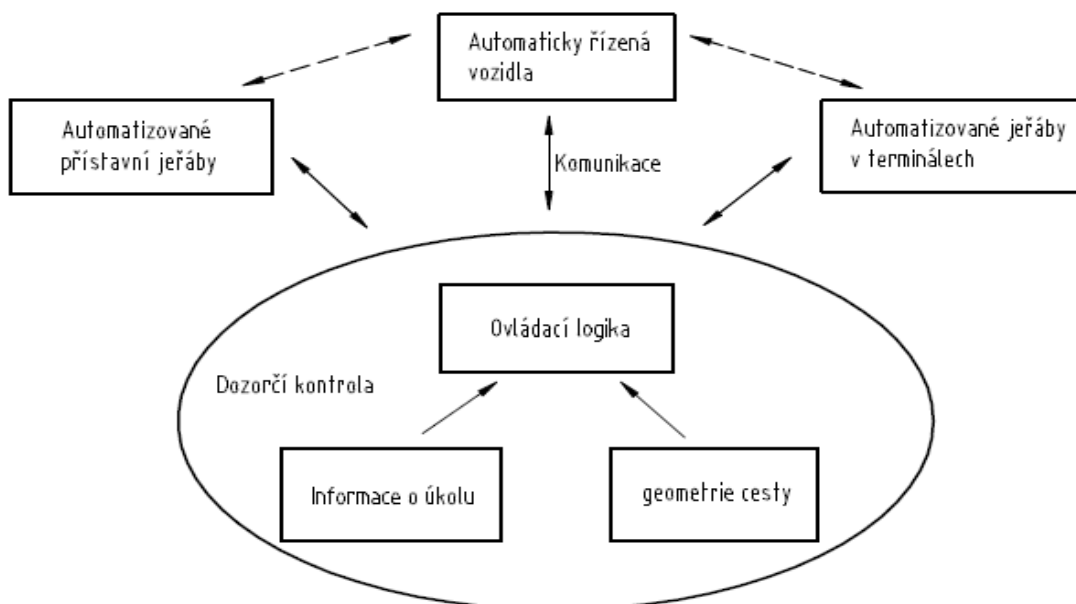 Automaticky řízená
vozidla
Automatizované
přístavní jeřáby
Automatizované jeřáby
v terminálech
Komunikace
Ovládací logika
Dozorčí kontrola
Informace o úkolu
geometrie cesty